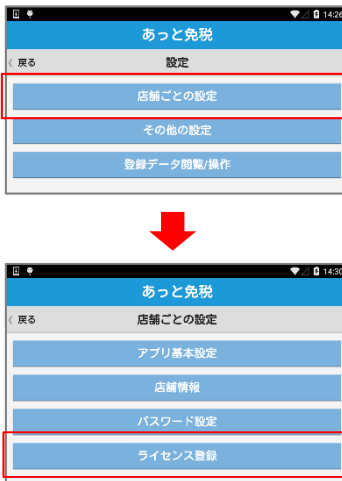 14:26
あっと免税
戻る
設定
店舗ごとの設定
その他の設定
登録データ閲覧/操作
14:30
あっと免税
戻る
店舗ごとの設定
アプリ基本設定
店舗情報
パスワード設定
ライセンス登録